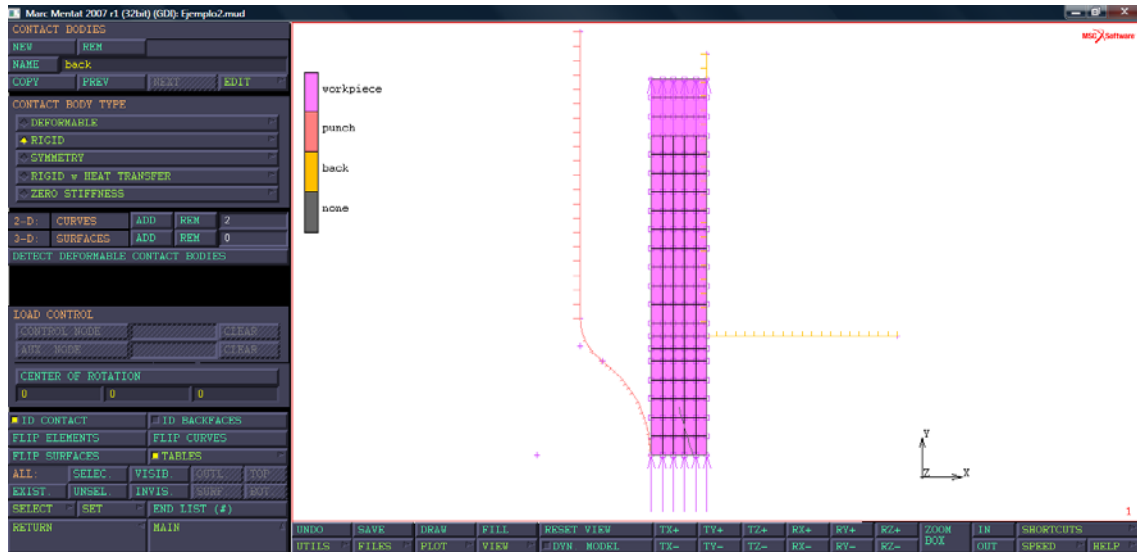 Marc Mentat 2007 r1 (32bit) (GDI): Ejemplo2.mud
CONTACT BODIES
NEW REM
NAME back
COPY PREV NEXT EDIT
CONTACT BODY TYPE
DEFORMABLE
RIGID
SYMMETRY
RIGID w HEAT TRANSFER
ZERO STIFFNESS
2-D: CURVES ADD REM 2
3-D: SURFACES ADD REM 0
DETECT DEFORMABLE CONTACT BODIES
LOAD CONTROL
CONTROL NODE CLEAR
AUX. NODE CLEAR
CENTER OF ROTATION
0 0 0
ID CONTACT ID BACKFACES
FLIP ELEMENTS FLIP CURVES
FLIP SURFACES TABLES
ALL: SELEC. VISIB. OUTL TOP
EXIST. UNSEL. INVIS. SURF BOT
SELECT SET END LIST (#)
RETURN MAIN
workpiece
punch
back
none
MSC Software
Y
Z X
1
UNDO SAVE DRAW FILL RESET VIEW TX+ TY+ TZ+ RX+ RY+ RZ+ ZOOM BOX IN SHORTCUTS
UTILS FILES PLOT VIEW DYN MODEL TX- TY- TZ- RX- RY- RZ- OUT SPEED HELP